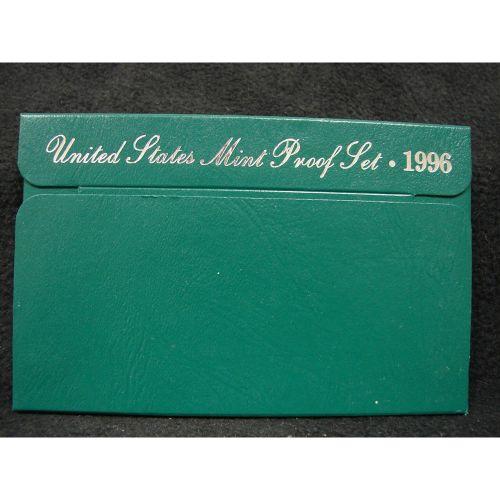 United States Mint Proof Set • 1996